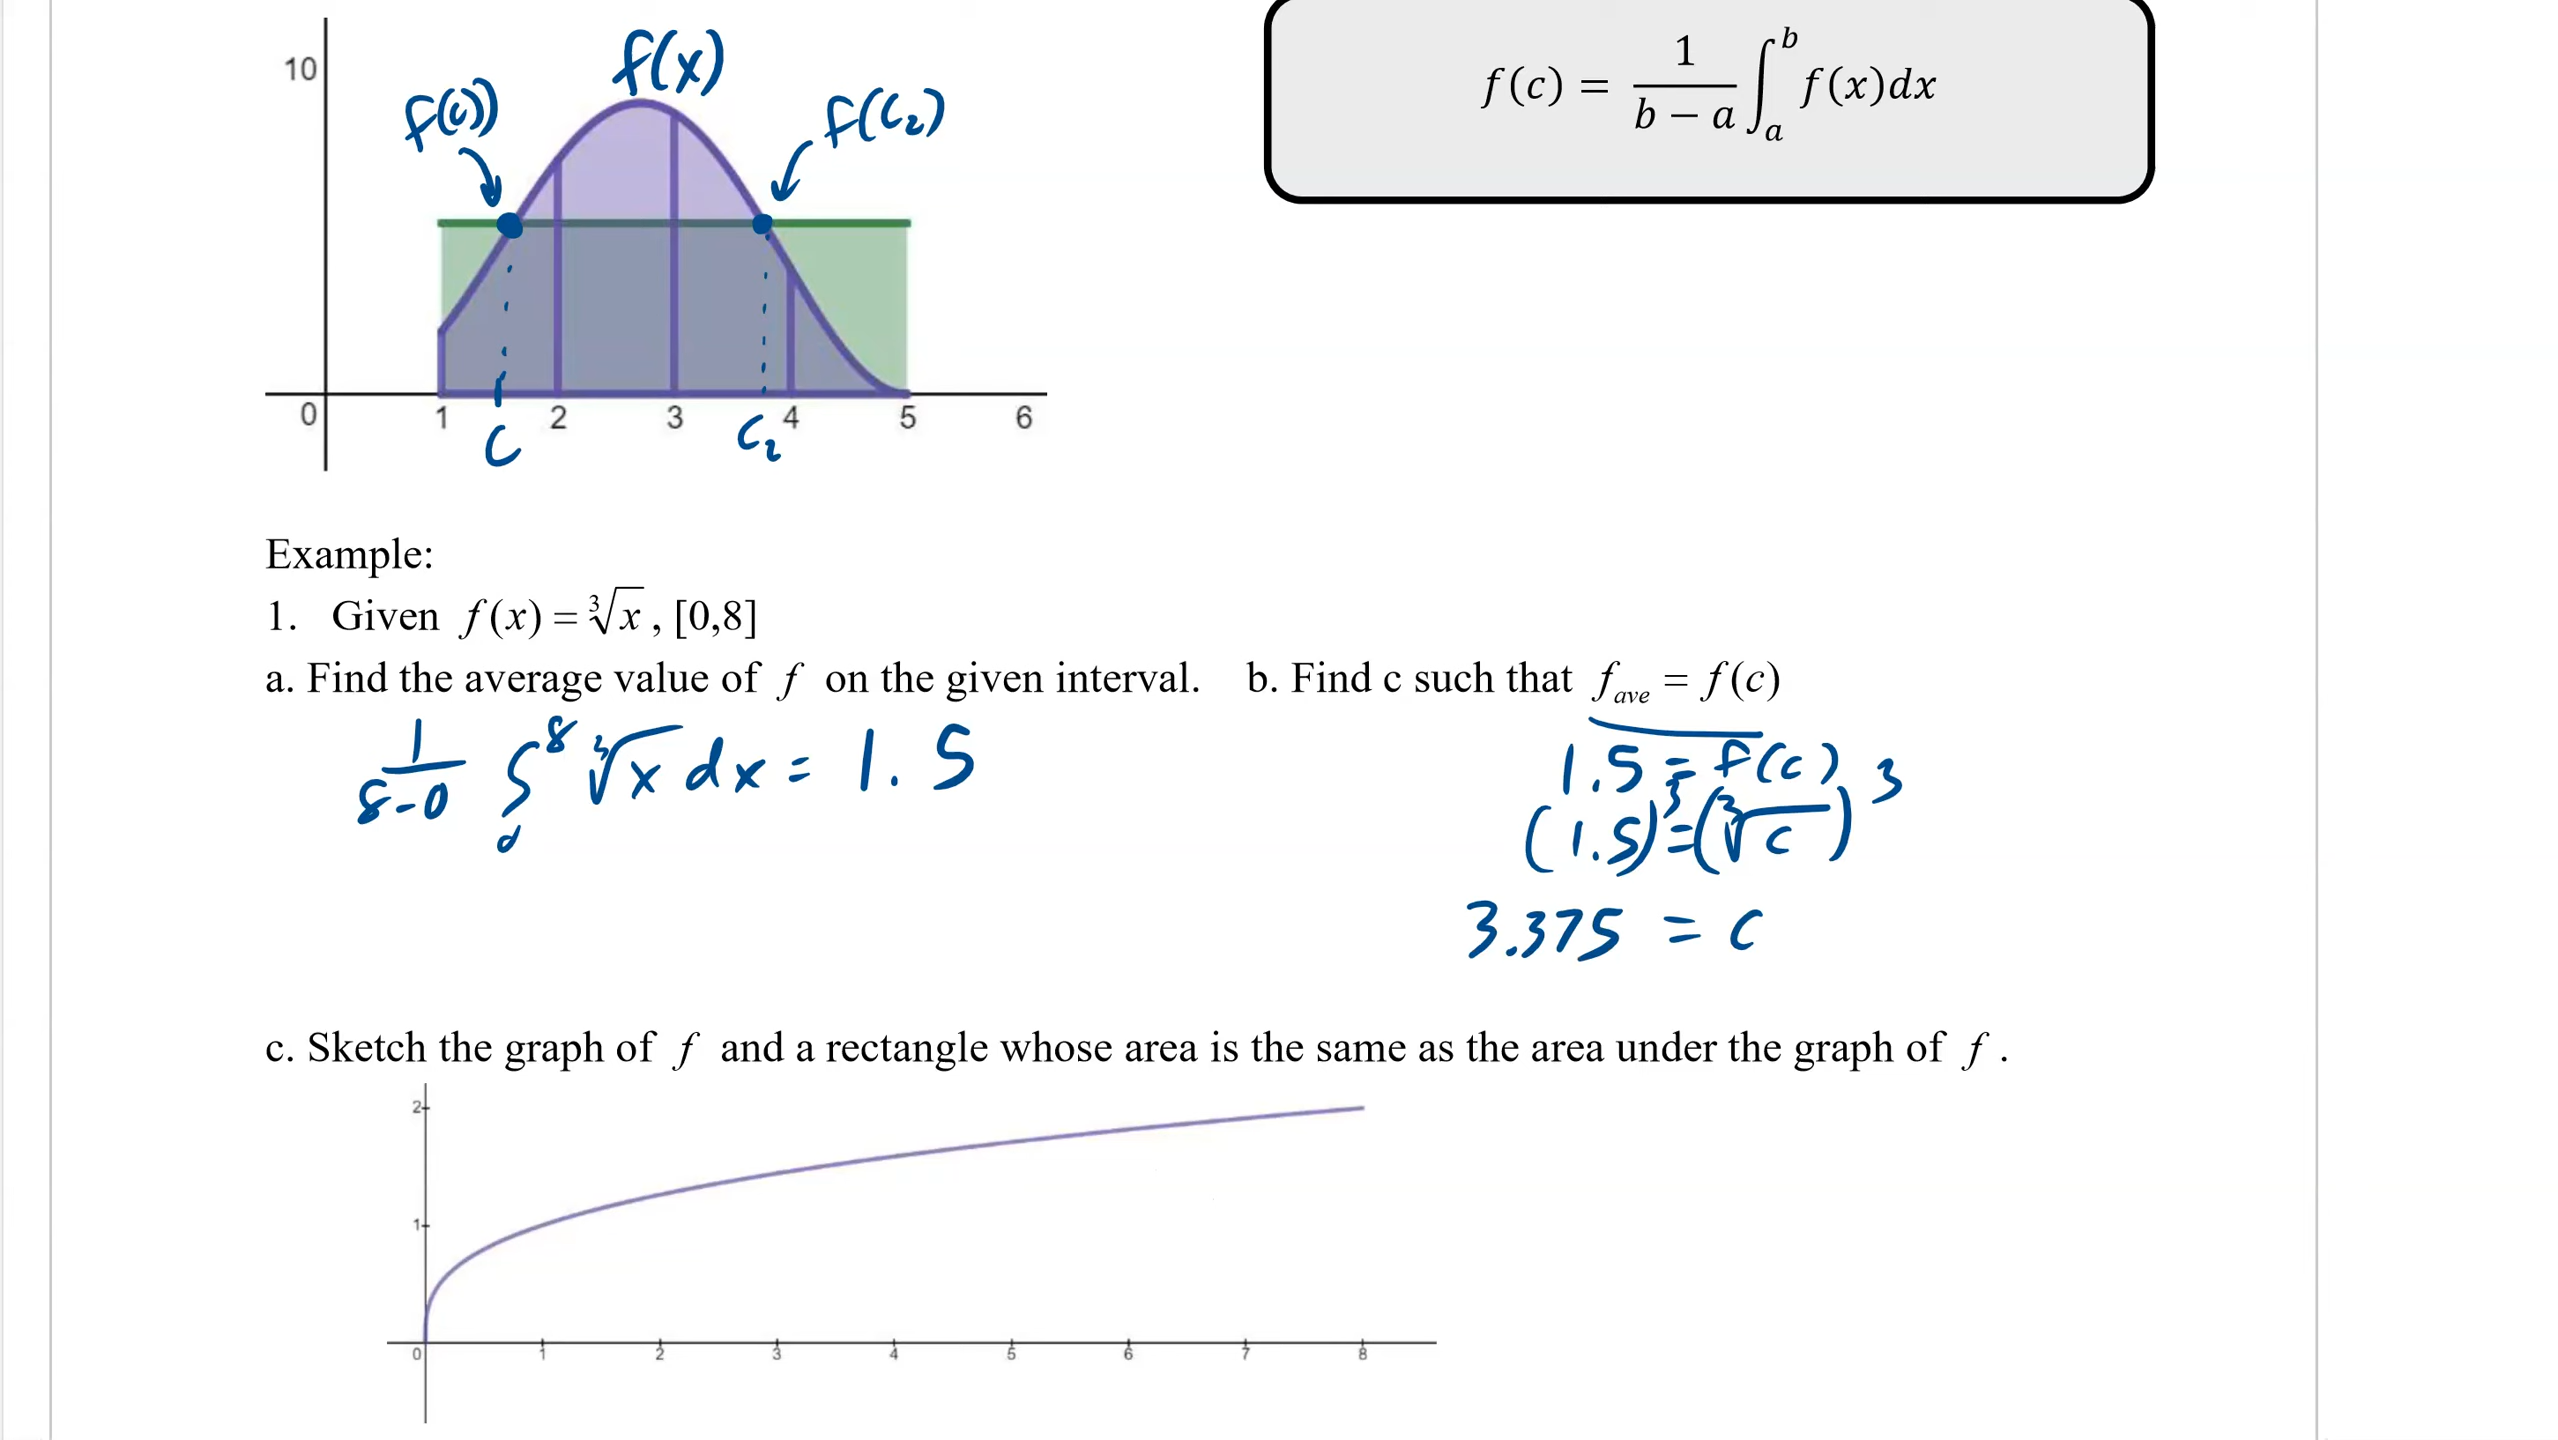 10
f(x)
f(c)
f(c₂)
f(c) = 1/(b − a) ∫ₐᵇ f(x)dx
0 1 2 3 4 5 6
c c₂
Example:
1. Given f(x) = ∛x , [0,8]
a. Find the average value of f on the given interval. b. Find c such that f_ave = f(c)
1/(8-0) ∫₀⁸ ∛x dx = 1.5
1.5 = f(c)
(1.5)³ = (∛c)³
3.375 = c
c. Sketch the graph of f and a rectangle whose area is the same as the area under the graph of f .
2
1
0 1 2 3 4 5 6 7 8